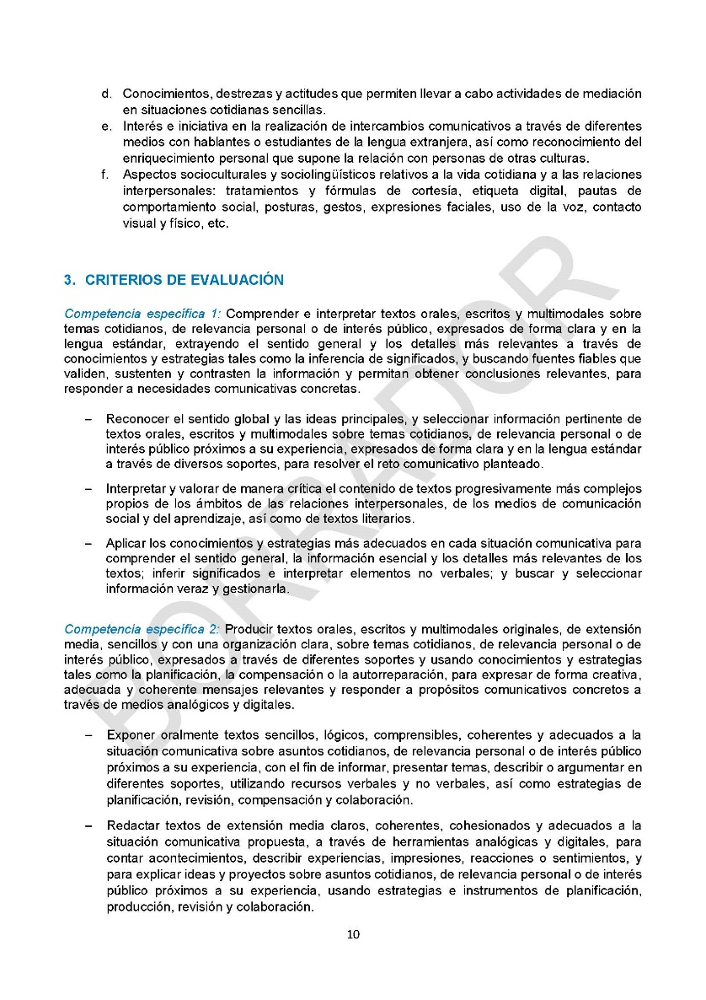 d. Conocimientos, destrezas y actitudes que permiten llevar a cabo actividades de mediación
en situaciones cotidianas sencillas.
e. Interés e iniciativa en la realización de intercambios comunicativos a través de diferentes
medios con hablantes o estudiantes de la lengua extranjera, así como reconocimiento del
enriquecimiento personal que supone la relación con personas de otras culturas.
f. Aspectos socioculturales y sociolingüísticos relativos a la vida cotidiana y a las relaciones
interpersonales: tratamientos y fórmulas de cortesía, etiqueta digital, pautas de
comportamiento social, posturas, gestos, expresiones faciales, uso de la voz, contacto
visual y físico, etc.
3. CRITERIOS DE EVALUACIÓN
Competencia específica 1: Comprender e interpretar textos orales, escritos y multimodales sobre
temas cotidianos, de relevancia personal o de interés público, expresados de forma clara y en la
lengua estándar, extrayendo el sentido general y los detalles más relevantes a través de
conocimientos y estrategias tales como la inferencia de significados, y buscando fuentes fiables que
validen, sustenten y contrasten la información y permitan obtener conclusiones relevantes, para
responder a necesidades comunicativas concretas.
– Reconocer el sentido global y las ideas principales, y seleccionar información pertinente de
textos orales, escritos y multimodales sobre temas cotidianos, de relevancia personal o de
interés público próximos a su experiencia, expresados de forma clara y en la lengua estándar
a través de diversos soportes, para resolver el reto comunicativo planteado.
– Interpretar y valorar de manera crítica el contenido de textos progresivamente más complejos
propios de los ámbitos de las relaciones interpersonales, de los medios de comunicación
social y del aprendizaje, así como de textos literarios.
– Aplicar los conocimientos y estrategias más adecuados en cada situación comunicativa para
comprender el sentido general, la información esencial y los detalles más relevantes de los
textos; inferir significados e interpretar elementos no verbales; y buscar y seleccionar
información veraz y gestionarla.
Competencia específica 2: Producir textos orales, escritos y multimodales originales, de extensión
media, sencillos y con una organización clara, sobre temas cotidianos, de relevancia personal o de
interés público, expresados a través de diferentes soportes y usando conocimientos y estrategias
tales como la planificación, la compensación o la autorreparación, para expresar de forma creativa,
adecuada y coherente mensajes relevantes y responder a propósitos comunicativos concretos a
través de medios analógicos y digitales.
– Exponer oralmente textos sencillos, lógicos, comprensibles, coherentes y adecuados a la
situación comunicativa sobre asuntos cotidianos, de relevancia personal o de interés público
próximos a su experiencia, con el fin de informar, presentar temas, describir o argumentar en
diferentes soportes, utilizando recursos verbales y no verbales, así como estrategias de
planificación, revisión, compensación y colaboración.
– Redactar textos de extensión media claros, coherentes, cohesionados y adecuados a la
situación comunicativa propuesta, a través de herramientas analógicas y digitales, para
contar acontecimientos, describir experiencias, impresiones, reacciones o sentimientos, y
para explicar ideas y proyectos sobre asuntos cotidianos, de relevancia personal o de interés
público próximos a su experiencia, usando estrategias e instrumentos de planificación,
producción, revisión y colaboración.
10
BORRADOR